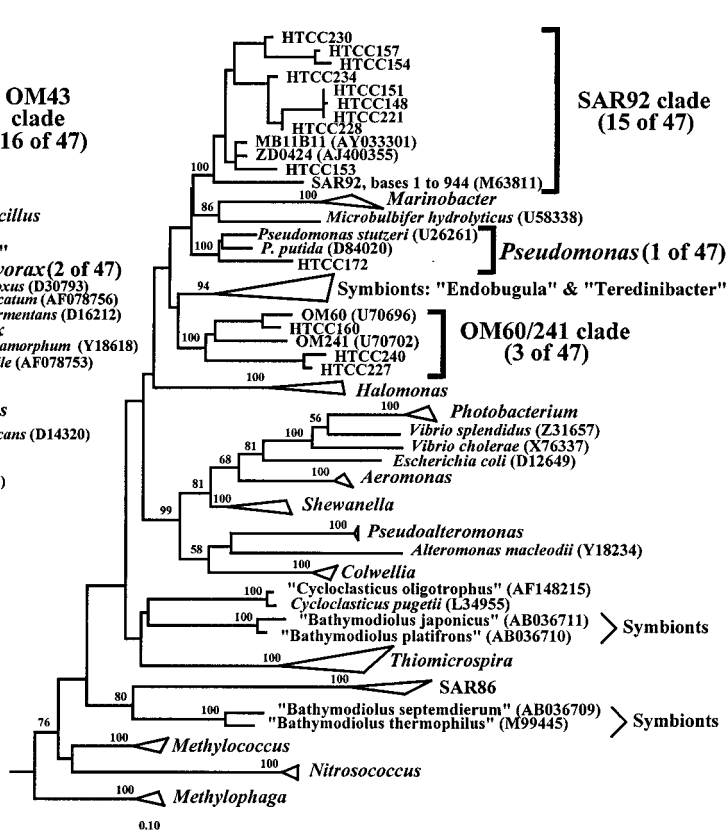 OM43
clade
16 of 47)
cillus
"
vorax (2 of 47)
oxus (D30793)
catum (AF078756)
rmentans (D16212)
x
amorphum (Y18618)
ile (AF078753)
s
cans (D14320)
)
HTCC230
HTCC157
HTCC154
HTCC234
HTCC151
HTCC148
HTCC221
HTCC228
MB11B11 (AY033301)
ZD0424 (AJ400355)
HTCC153
100
SAR92, bases 1 to 944 (M63811)
SAR92 clade
(15 of 47)
100
Marinobacter
86
Microbulbifer hydrolyticus (U58338)
Pseudomonas stutzeri (U26261)
100
P. putida (D84020)
HTCC172
Pseudomonas (1 of 47)
94
Symbionts: "Endobugula" & "Teredinibacter"
OM60 (U70696)
HTCC160
100
OM241 (U70702)
HTCC240
HTCC227
OM60/241 clade
(3 of 47)
100
Halomonas
100
Photobacterium
56
Vibrio splendidus (Z31657)
100
Vibrio cholerae (X76337)
81
Escherichia coli (D12649)
68
100
Aeromonas
81
100
Shewanella
99
100
Pseudoalteromonas
58
Alteromonas macleodii (Y18234)
100
Colwellia
100
"Cycloclasticus oligotrophus" (AF148215)
Cycloclasticus pugetii (L34955)
100
"Bathymodiolus japonicus" (AB036711)
"Bathymodiolus platifrons" (AB036710)
Symbionts
100
Thiomicrospira
100
SAR86
80
100
"Bathymodiolus septemdierum" (AB036709)
"Bathymodiolus thermophilus" (M99445)
Symbionts
76
100
Methylococcus
100
Nitrosococcus
100
Methylophaga
0.10